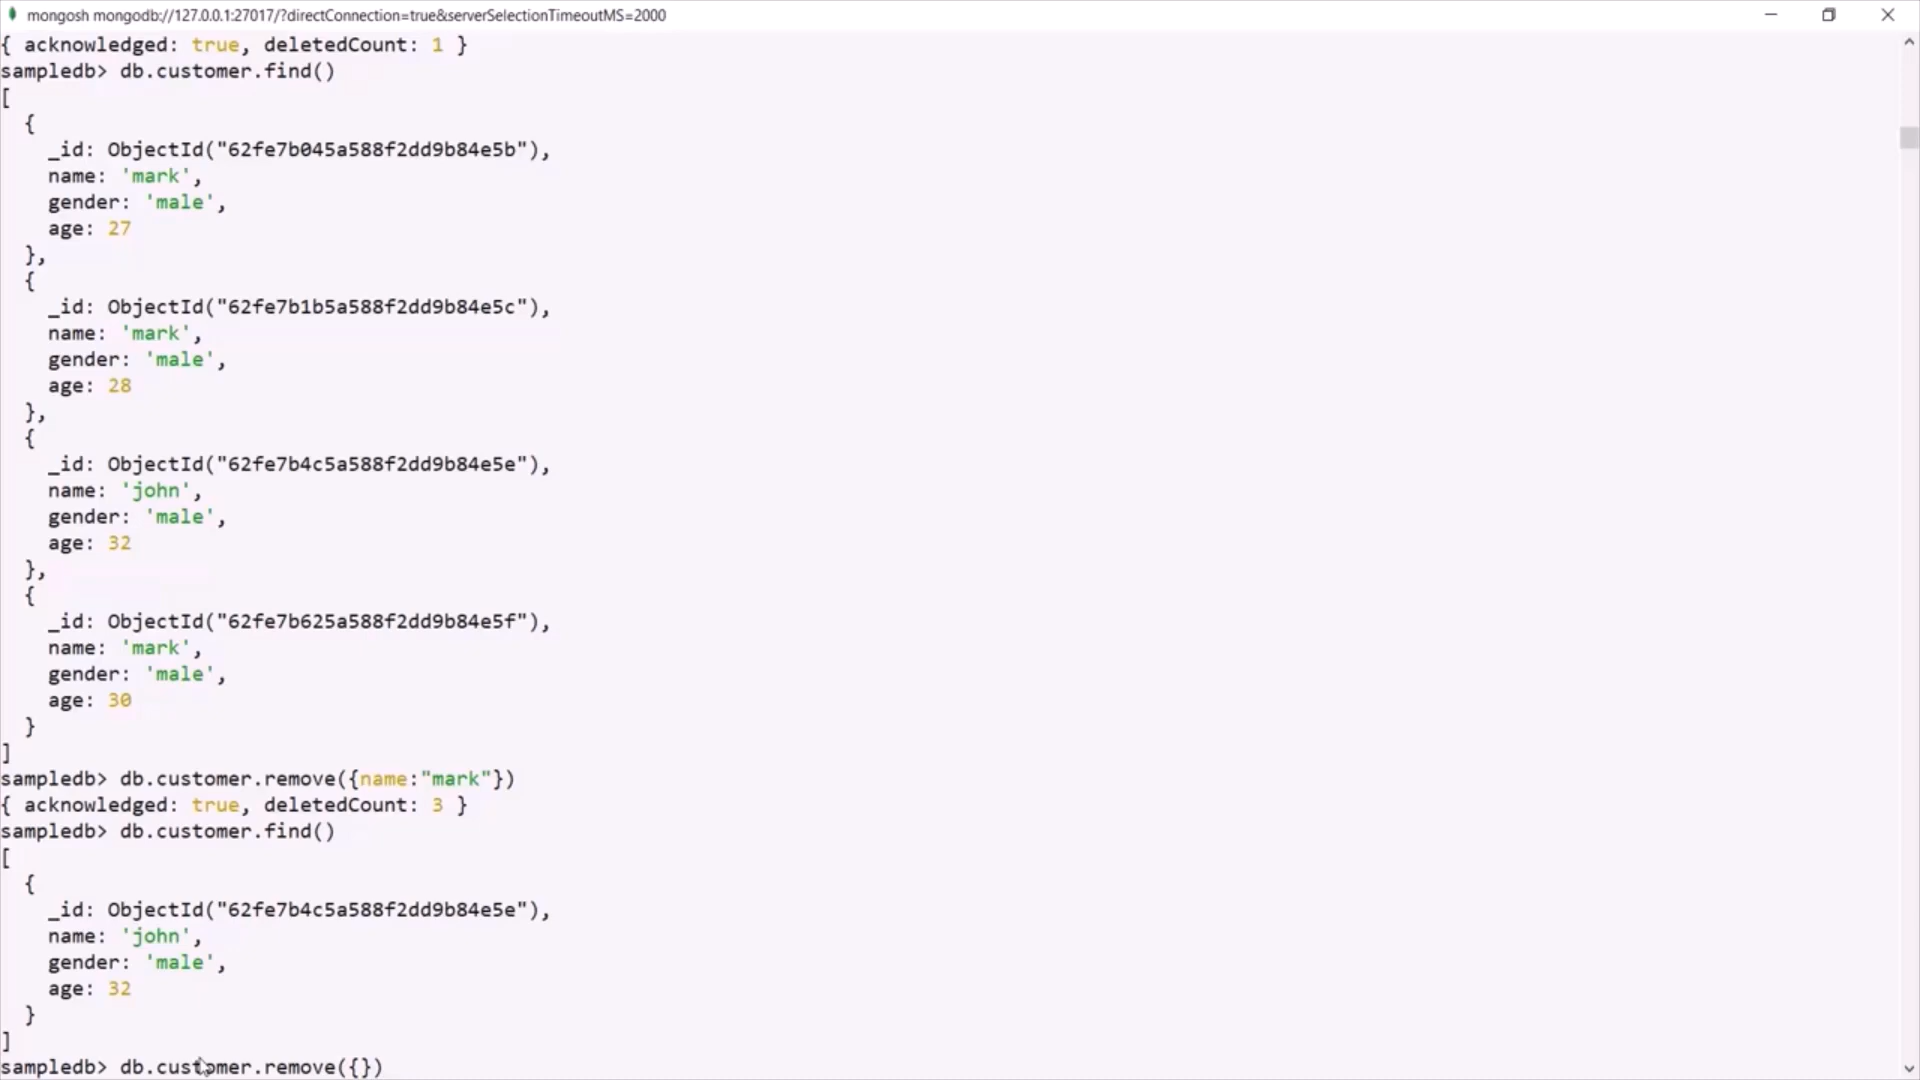 mongosh mongodb://127.0.0.1:27017/?directConnection=true&serverSelectionTimeoutMS=2000
{ acknowledged: true, deletedCount: 1 }
sampledb> db.customer.find()
[
  {
    _id: ObjectId("62fe7b045a588f2dd9b84e5b"),
    name: 'mark',
    gender: 'male',
    age: 27
  },
  {
    _id: ObjectId("62fe7b1b5a588f2dd9b84e5c"),
    name: 'mark',
    gender: 'male',
    age: 28
  },
  {
    _id: ObjectId("62fe7b4c5a588f2dd9b84e5e"),
    name: 'john',
    gender: 'male',
    age: 32
  },
  {
    _id: ObjectId("62fe7b625a588f2dd9b84e5f"),
    name: 'mark',
    gender: 'male',
    age: 30
  }
]
sampledb> db.customer.remove({name:"mark"})
{ acknowledged: true, deletedCount: 3 }
sampledb> db.customer.find()
[
  {
    _id: ObjectId("62fe7b4c5a588f2dd9b84e5e"),
    name: 'john',
    gender: 'male',
    age: 32
  }
]
sampledb> db.customer.remove({})